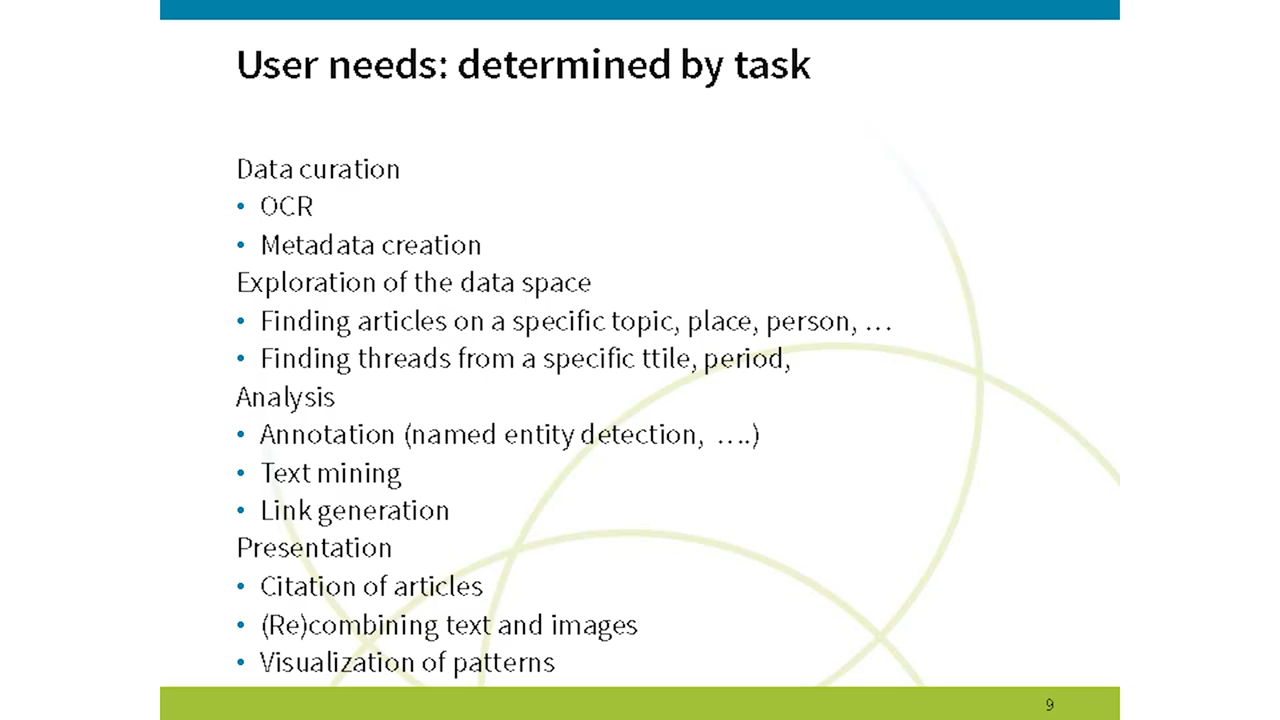 User needs: determined by task
Data curation
• OCR
• Metadata creation
Exploration of the data space
• Finding articles on a specific topic, place, person, …
• Finding threads from a specific ttile, period,
Analysis
• Annotation (named entity detection, ….)
• Text mining
• Link generation
Presentation
• Citation of articles
• (Re)combining text and images
• Visualization of patterns
9